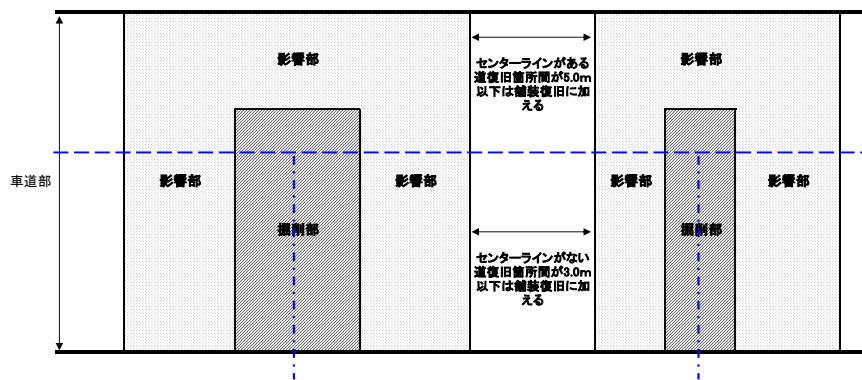 影響部
影響部
センターラインがある
道復旧箇所間が5.0m
以下は舗装復旧に加
える
車道部
影響部
影響部
影響部
影響部
掘削部
掘削部
センターラインがない
道復旧箇所間が3.0m
以下は舗装復旧に加
える